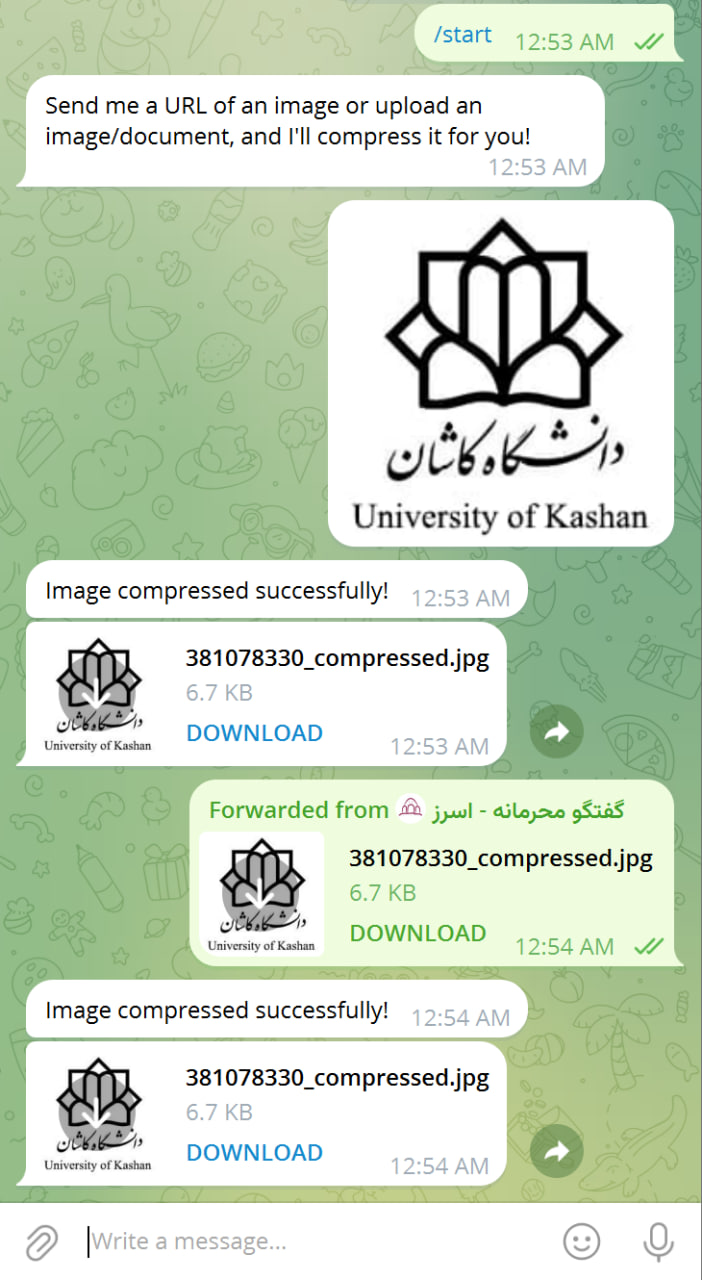 /start
12:53 AM
Send me a URL of an image or upload an
image/document, and I'll compress it for you!
12:53 AM
دانشگاه کاشان
University of Kashan
Image compressed successfully!
12:53 AM
دانشگاه کاشان
University of Kashan
381078330_compressed.jpg
6.7 KB
DOWNLOAD
12:53 AM
Forwarded from گفتگو محرمانه - اسرز
دانشگاه کاشان
University of Kashan
381078330_compressed.jpg
6.7 KB
DOWNLOAD
12:54 AM
Image compressed successfully!
12:54 AM
دانشگاه کاشان
University of Kashan
381078330_compressed.jpg
6.7 KB
DOWNLOAD
12:54 AM
Write a message...